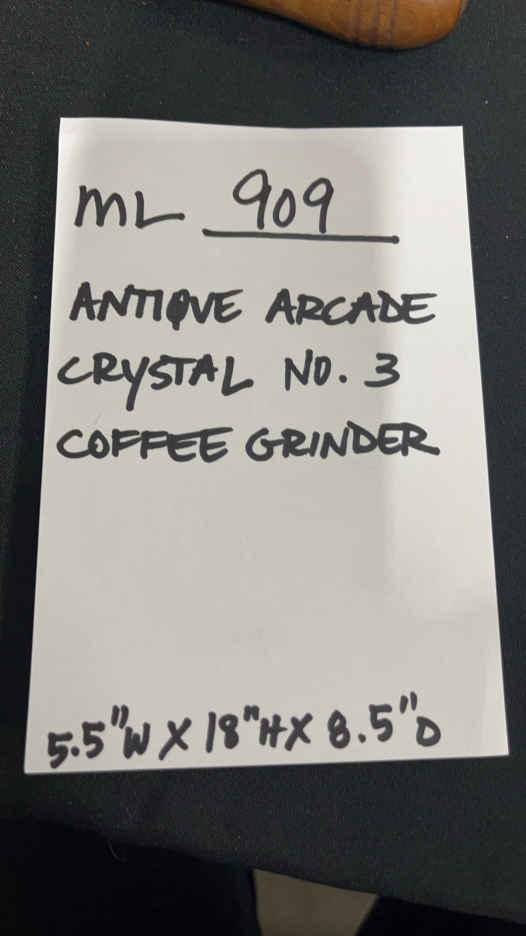 ML 909
ANTIQUE ARCADE
CRYSTAL NO. 3
COFFEE GRINDER
5.5"W X 18"H X 8.5"D